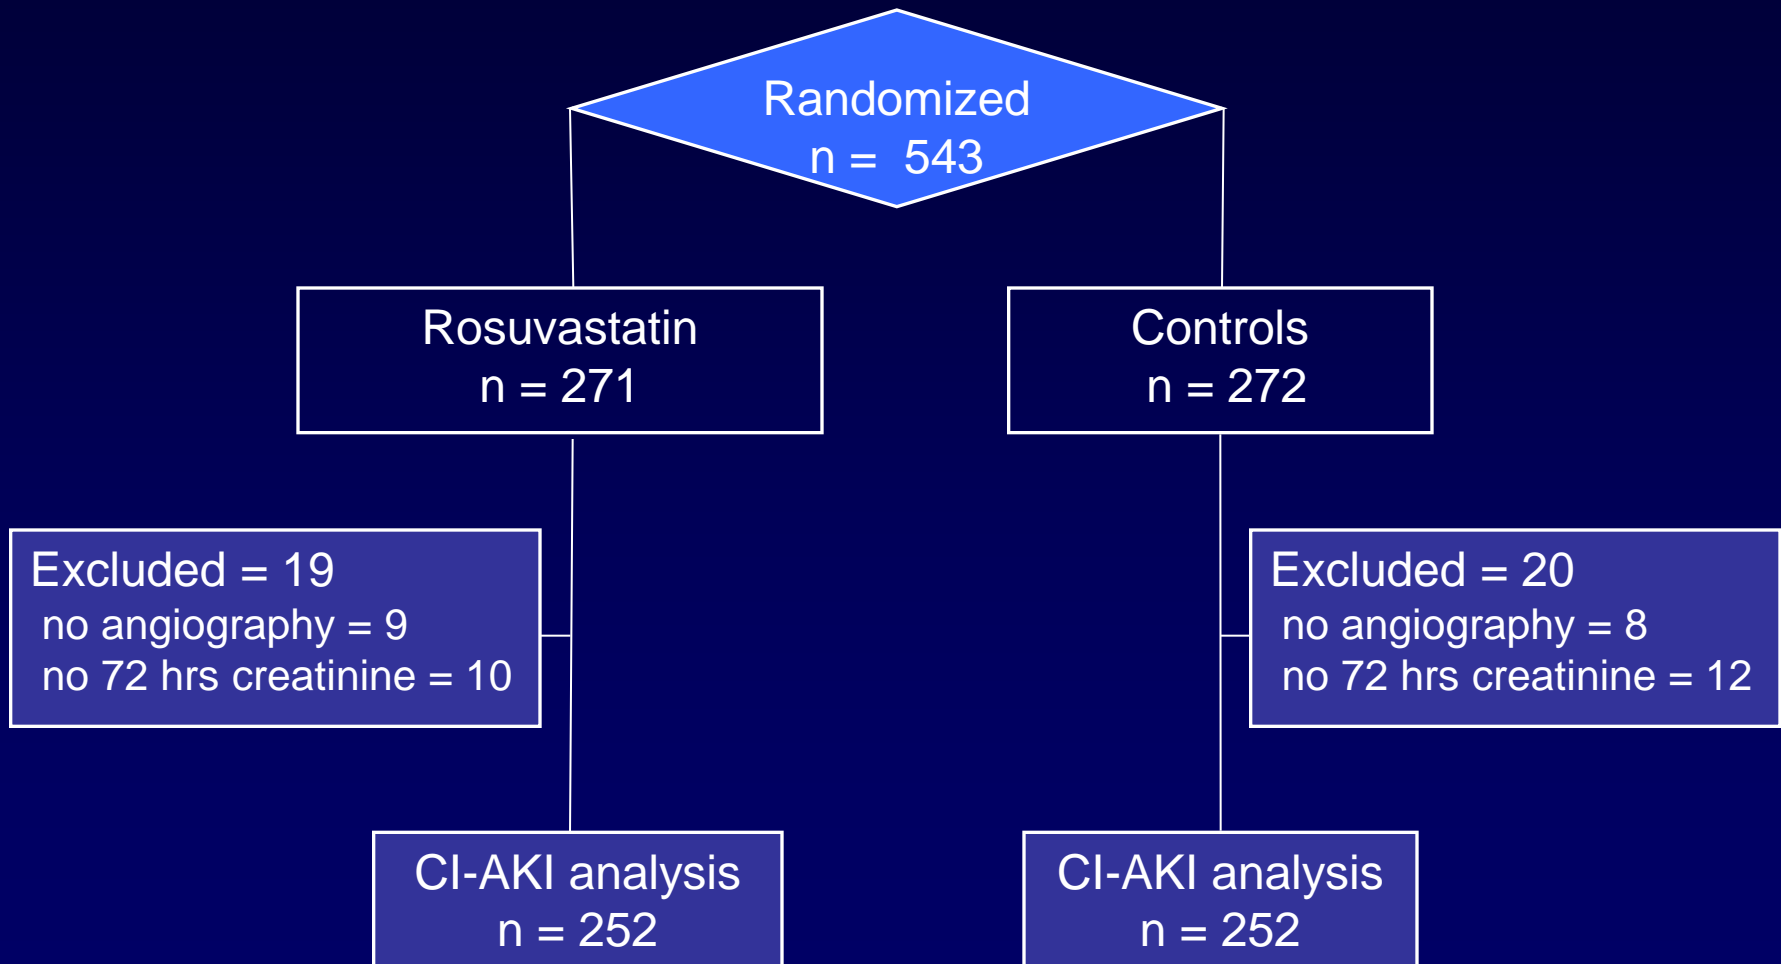 Randomized
n = 543
Rosuvastatin
n = 271
Controls
n = 272
Excluded = 19
no angiography = 9
no 72 hrs creatinine = 10
Excluded = 20
no angiography = 8
no 72 hrs creatinine = 12
CI-AKI analysis
n = 252
CI-AKI analysis
n = 252